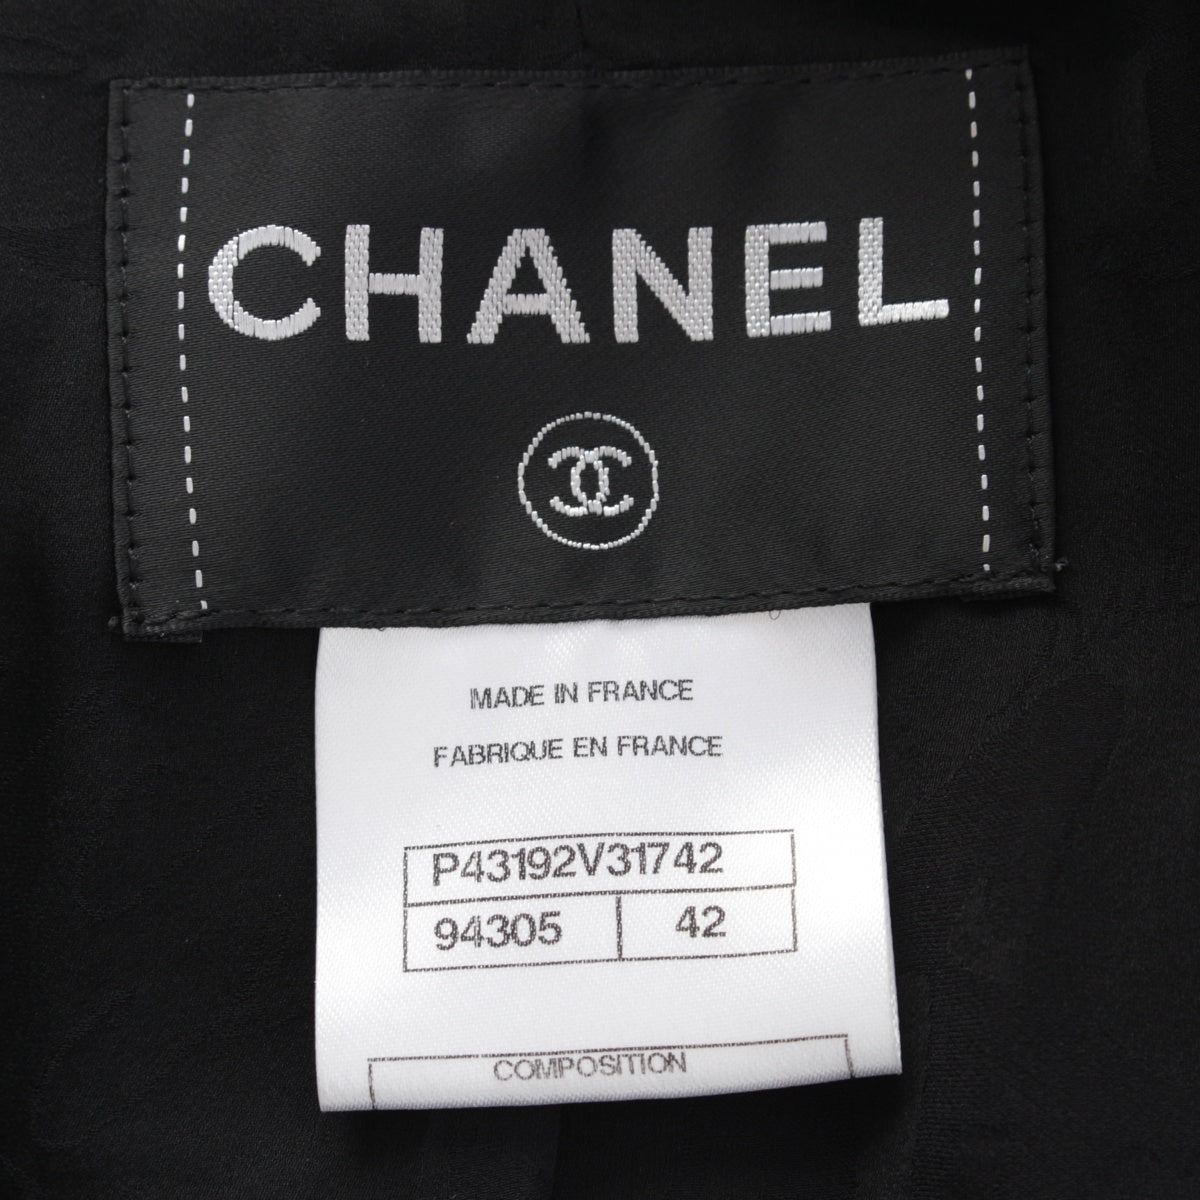 CHANEL
MADE IN FRANCE
FABRIQUE EN FRANCE
P43192V31742
94305 42
COMPOSITION